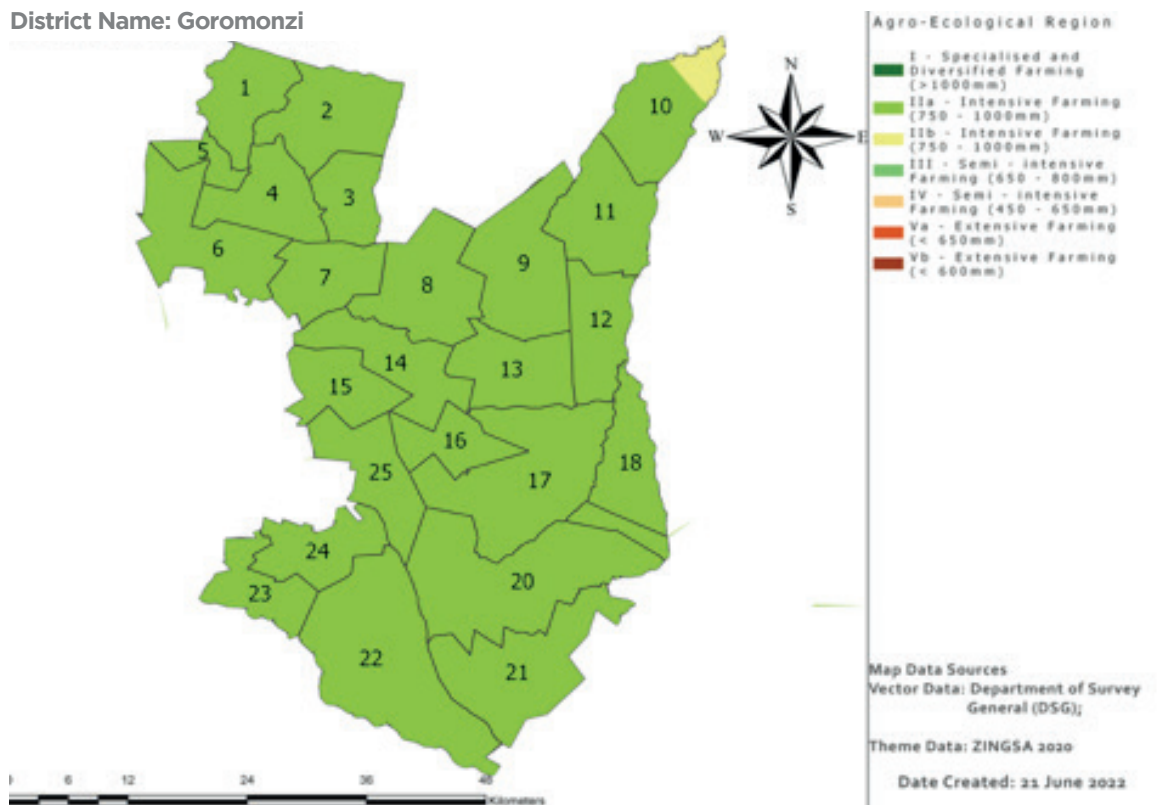 District Name: Goromonzi
Agro-Ecological Region
I - Specialised and
Diversified Farming
(>1000mm)
IIa - Intensive Farming
(750 - 1000mm)
IIb - Intensive Farming
(750 - 1000mm)
III - Semi - intensive
Farming (650 - 800mm)
IV - Semi - intensive
Farming (450 - 650mm)
Va - Extensive Farming
(< 650mm)
Vb - Extensive Farming
(< 600mm)
N
W
E
S
1
2
3
4
5
6
7
8
9
10
11
12
13
14
15
16
17
18
20
21
22
23
24
25
Map Data Sources
Vector Data: Department of Survey
General (DSG);
Theme Data: ZINGSA 2020
Date Created: 21 June 2022
6 12 24 36 48
Kilometers